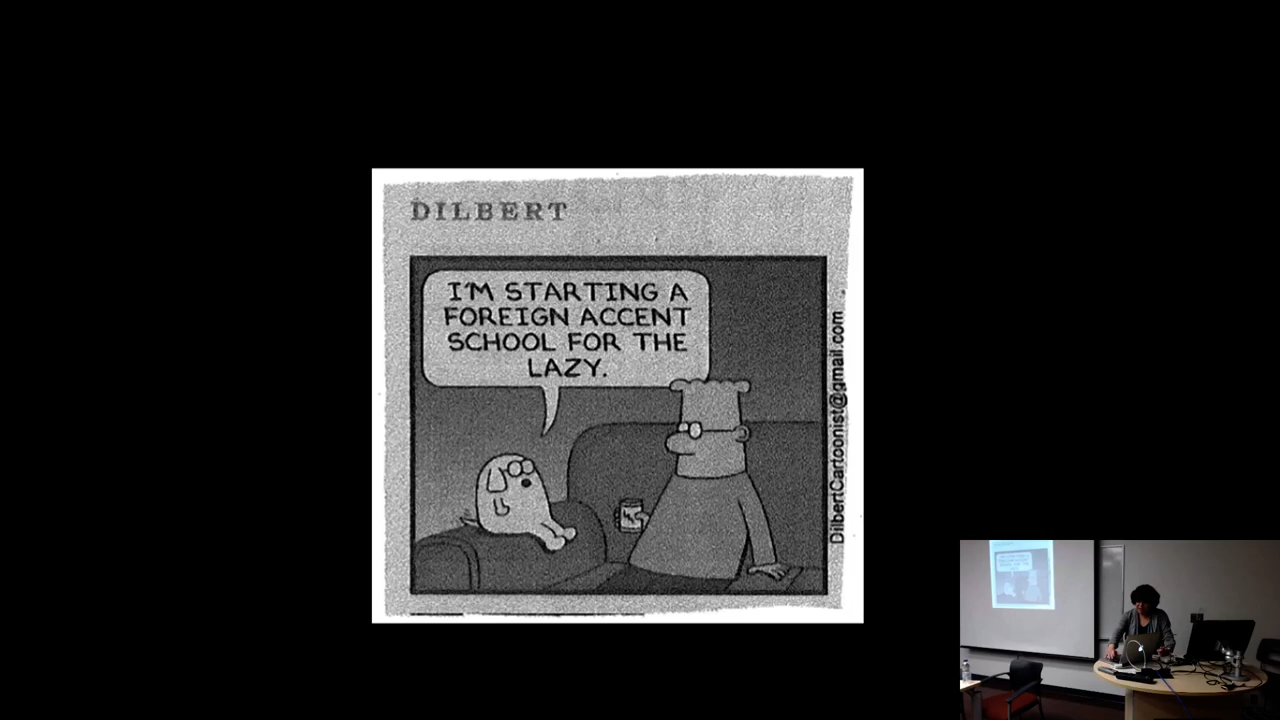 DILBERT
I'M STARTING A
FOREIGN ACCENT
SCHOOL FOR THE
LAZY.
DilbertCartoonist@gmail.com